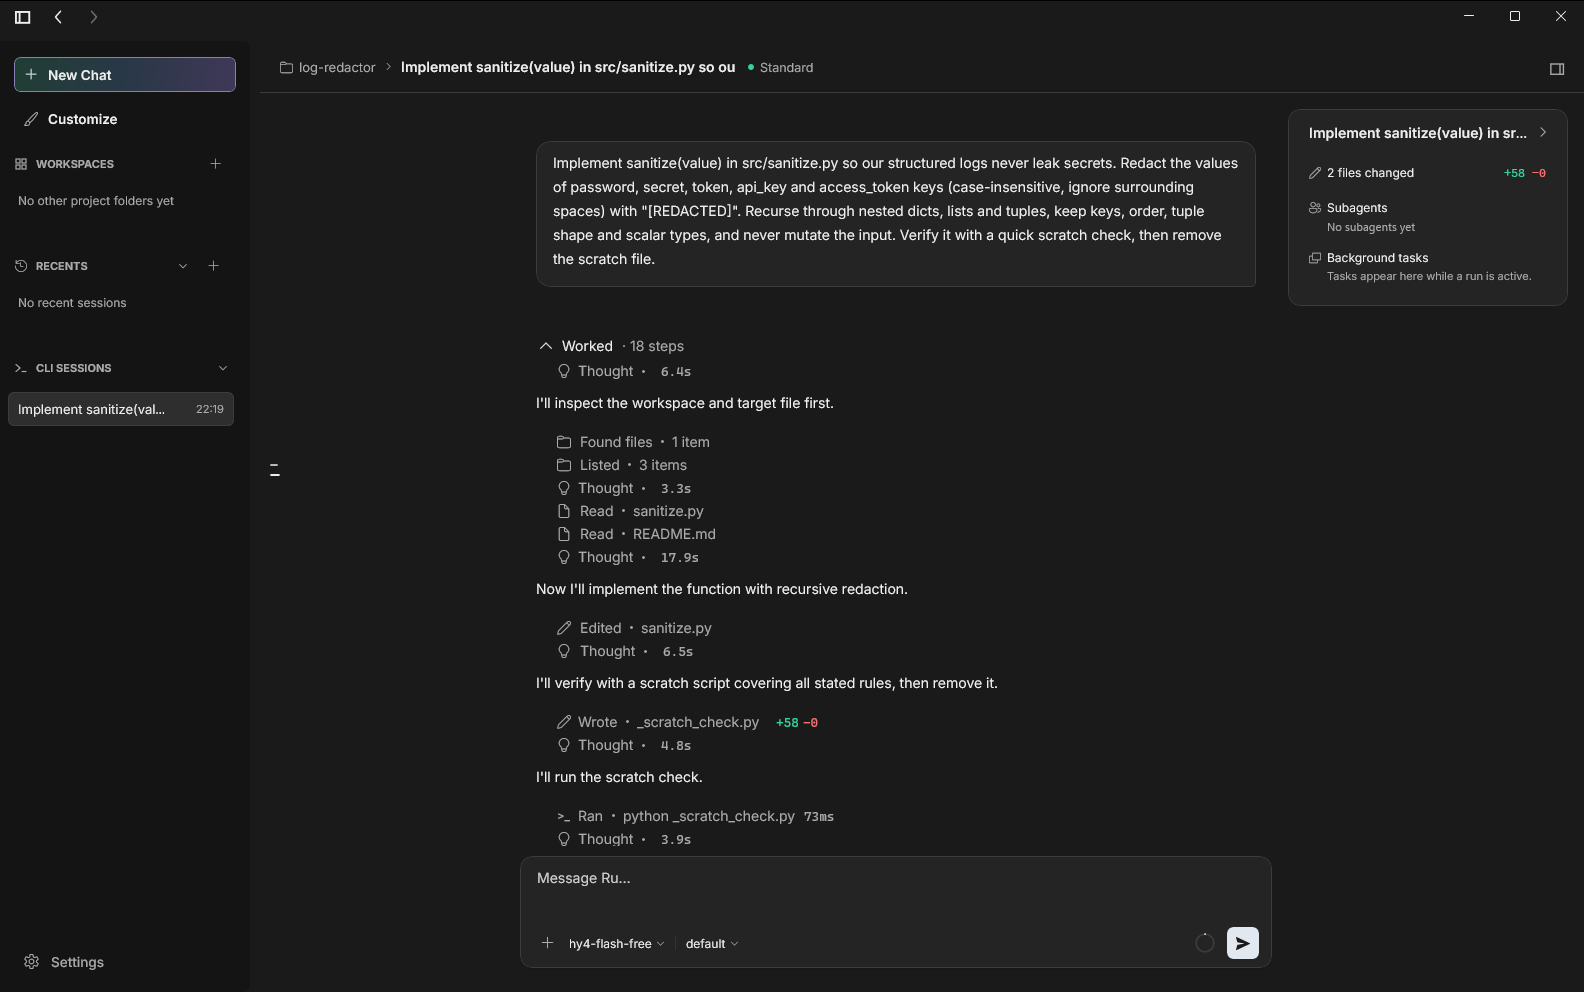 New Chat
Customize
WORKSPACES
No other project folders yet
RECENTS
No recent sessions
CLI SESSIONS
Implement sanitize(val... 22:19
Settings
log-redactor > Implement sanitize(value) in src/sanitize.py so ou • Standard
Implement sanitize(value) in src/sanitize.py so our structured logs never leak secrets. Redact the values
of password, secret, token, api_key and access_token keys (case-insensitive, ignore surrounding
spaces) with "[REDACTED]". Recurse through nested dicts, lists and tuples, keep keys, order, tuple
shape and scalar types, and never mutate the input. Verify it with a quick scratch check, then remove
the scratch file.
Worked · 18 steps
Thought · 6.4s
I'll inspect the workspace and target file first.
Found files · 1 item
Listed · 3 items
Thought · 3.3s
Read · sanitize.py
Read · README.md
Thought · 17.9s
Now I'll implement the function with recursive redaction.
Edited · sanitize.py
Thought · 6.5s
I'll verify with a scratch script covering all stated rules, then remove it.
Wrote · _scratch_check.py +58 −0
Thought · 4.8s
I'll run the scratch check.
>_ Ran · python _scratch_check.py 73ms
Thought · 3.9s
Message Ru...
hy4-flash-free
default
Implement sanitize(value) in sr...
2 files changed +58 −0
Subagents
No subagents yet
Background tasks
Tasks appear here while a run is active.